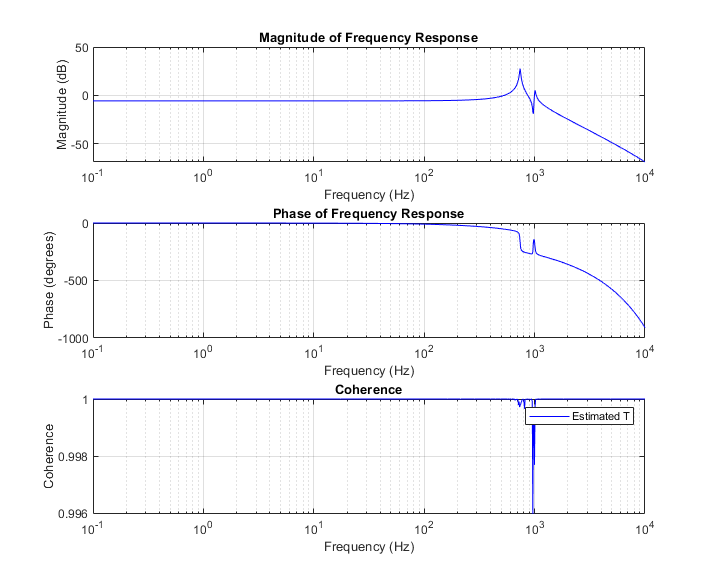 Magnitude of Frequency Response
Magnitude (dB)
50
0
-50
10^-1
10^0
10^1
10^2
10^3
10^4
Frequency (Hz)
Phase of Frequency Response
Phase (degrees)
0
-500
-1000
10^-1
10^0
10^1
10^2
10^3
10^4
Frequency (Hz)
Coherence
Coherence
1
0.998
0.996
Estimated T
10^-1
10^0
10^1
10^2
10^3
10^4
Frequency (Hz)